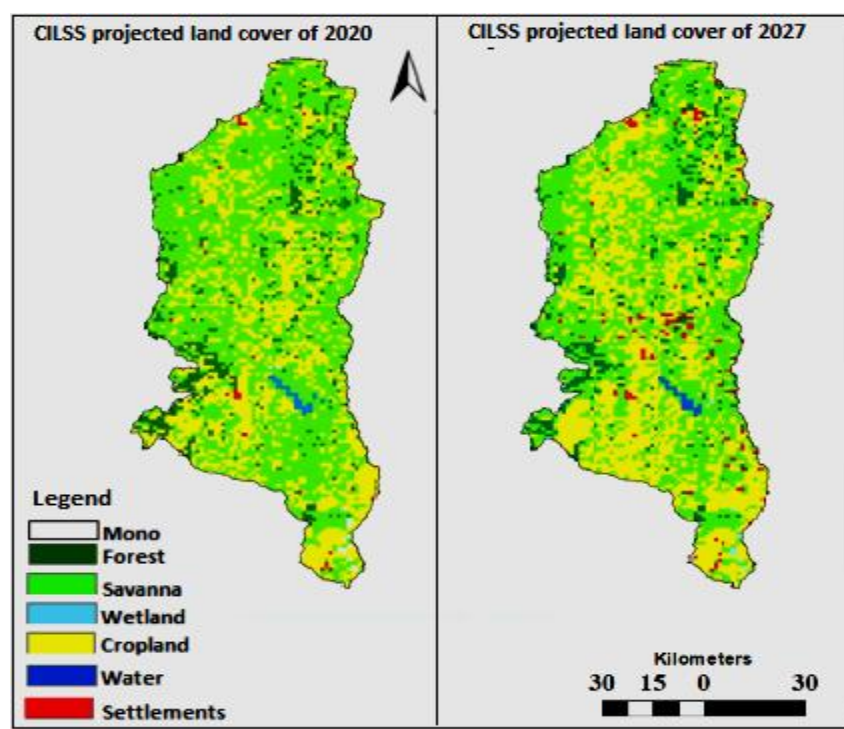 CILSS projected land cover of 2020
CILSS projected land cover of 2027
Legend
Mono
Forest
Savanna
Wetland
Cropland
Water
Settlements
Kilometers
30 15 0 30